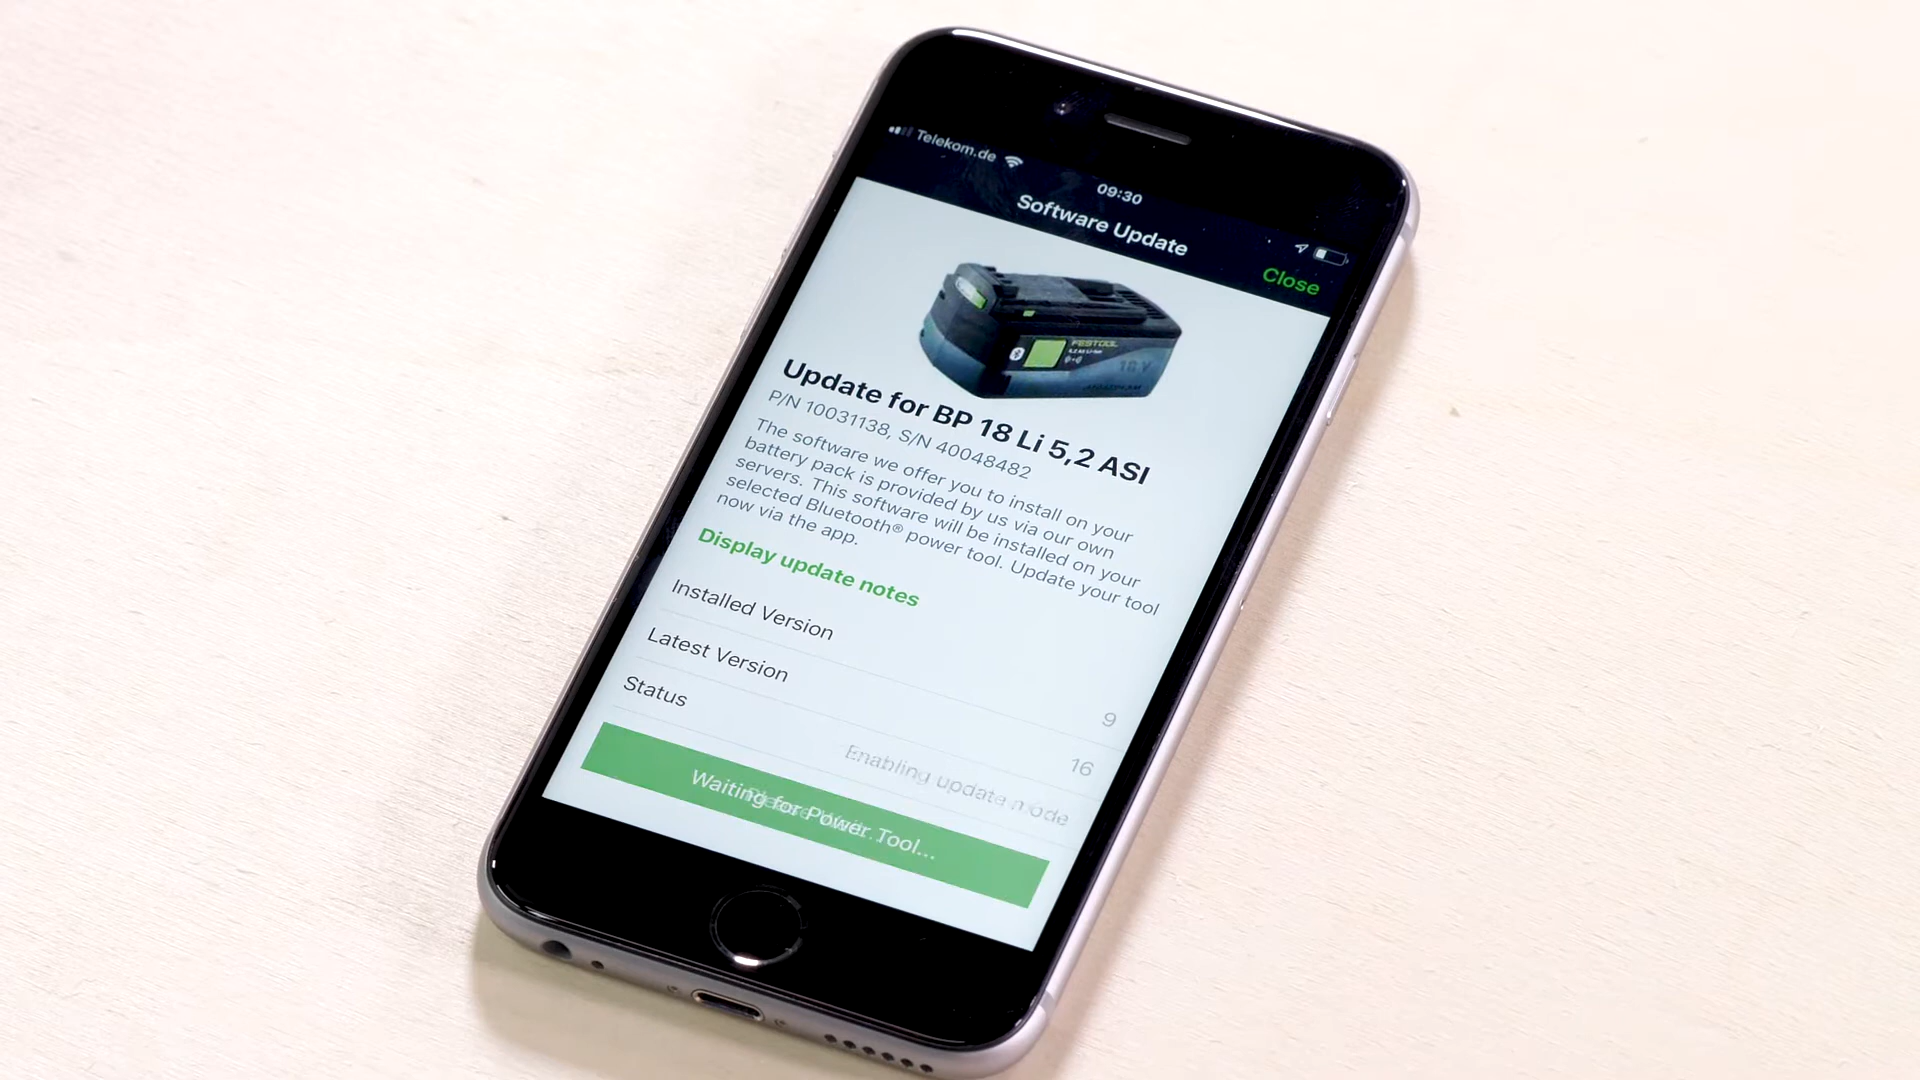 Telekom.de
09:30
Software Update
Close
FESTOOL
18 V
Update for BP 18 Li 5,2 ASI
P/N 10031138, S/N 40048482
The software we offer you to install on your
battery pack is provided by us via our own
servers. This software will be installed on your
selected Bluetooth® power tool. Update your tool
now via the app.
Display update notes
Installed Version 9
Latest Version 16
Status Enabling update mode
Waiting for Power Tool...